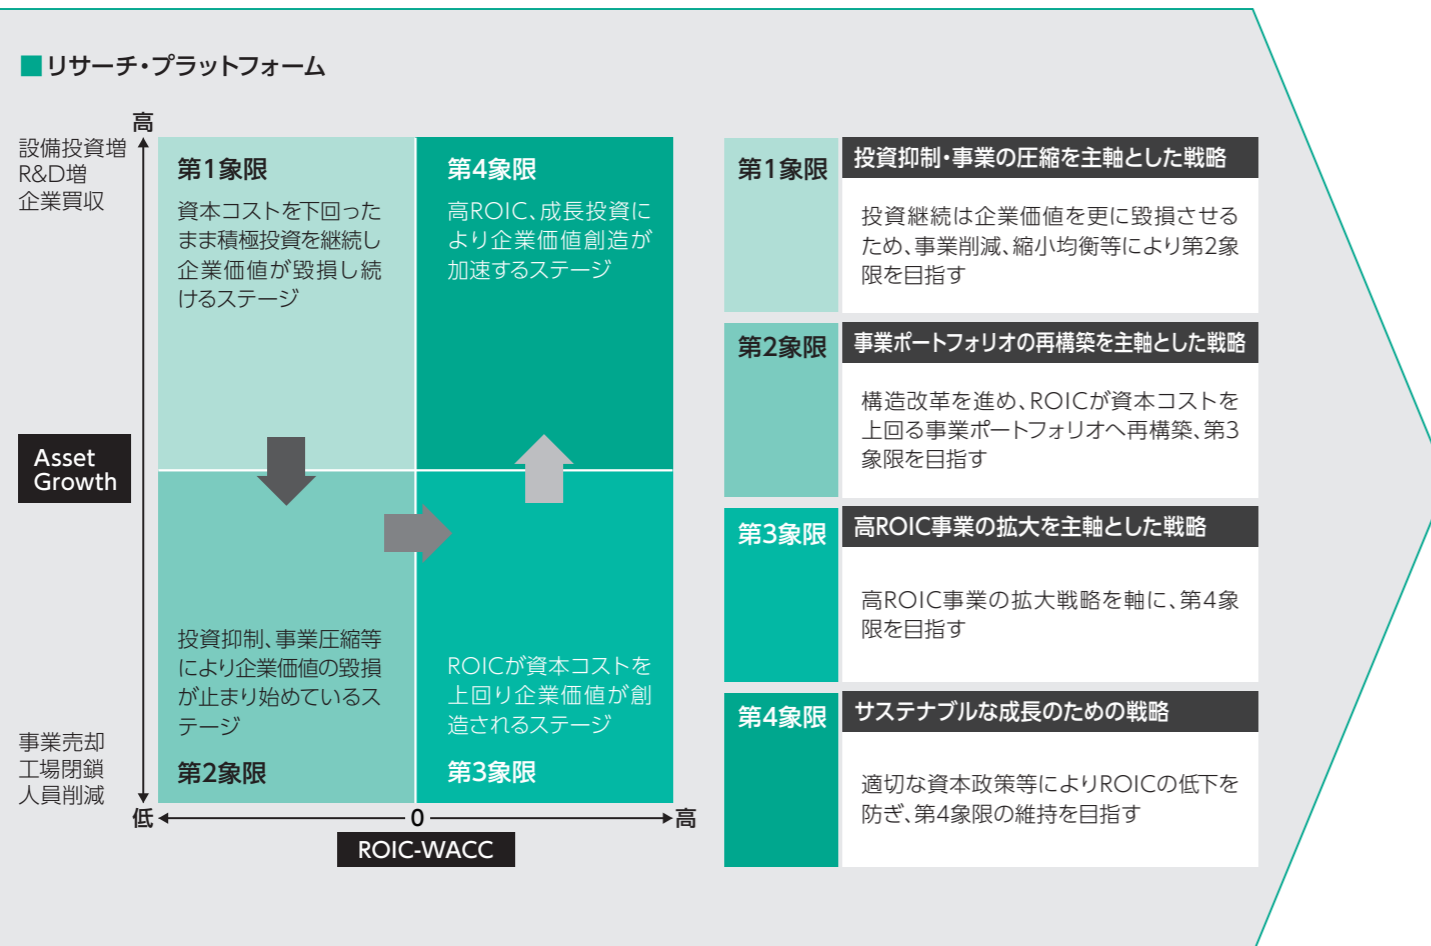 ■リサーチ・プラットフォーム
高
設備投資増
R&D増
企業買収
Asset
Growth
事業売却
工場閉鎖
人員削減
低
第1象限
資本コストを下回った
まま積極投資を継続し
企業価値が毀損し続
けるステージ
第4象限
高ROIC、成長投資に
より企業価値創造が
加速するステージ
投資抑制、事業圧縮等
により企業価値の毀損
が止まり始めているス
テージ
第2象限
ROICが資本コストを
上回り企業価値が創
造されるステージ
第3象限
0
高
ROIC-WACC
第1象限
投資抑制・事業の圧縮を主軸とした戦略
投資継続は企業価値を更に毀損させる
ため、事業削減、縮小均衡等により第2象
限を目指す
第2象限
事業ポートフォリオの再構築を主軸とした戦略
構造改革を進め、ROICが資本コストを
上回る事業ポートフォリオへ再構築、第3
象限を目指す
第3象限
高ROIC事業の拡大を主軸とした戦略
高ROIC事業の拡大戦略を軸に、第4象
限を目指す
第4象限
サステナブルな成長のための戦略
適切な資本政策等によりROICの低下を
防ぎ、第4象限の維持を目指す